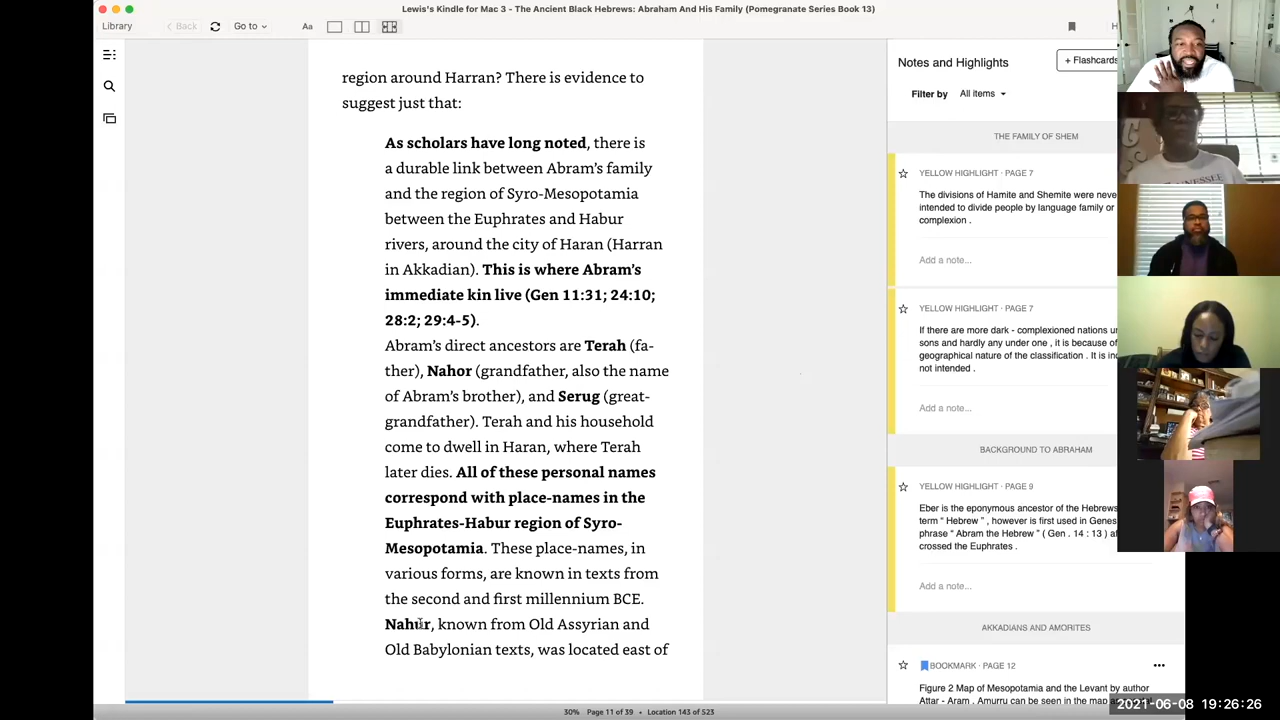 Lewis's Kindle for Mac 3 - The Ancient Black Hebrews: Abraham And His Family (Pomegranate Series Book 13)
Library
Back
Go to
Aa
region around Harran? There is evidence to
suggest just that:
As scholars have long noted, there is
a durable link between Abram's family
and the region of Syro-Mesopotamia
between the Euphrates and Habur
rivers, around the city of Haran (Harran
in Akkadian). This is where Abram's
immediate kin live (Gen 11:31; 24:10;
28:2; 29:4-5).
Abram's direct ancestors are Terah (fa-
ther), Nahor (grandfather, also the name
of Abram's brother), and Serug (great-
grandfather). Terah and his household
come to dwell in Haran, where Terah
later dies. All of these personal names
correspond with place-names in the
Euphrates-Habur region of Syro-
Mesopotamia. These place-names, in
various forms, are known in texts from
the second and first millennium BCE.
Nahur, known from Old Assyrian and
Old Babylonian texts, was located east of
30% Page 11 of 39 • Location 143 of 523
Notes and Highlights
+ Flashcards
Filter by All items
THE FAMILY OF SHEM
YELLOW HIGHLIGHT · PAGE 7
The divisions of Hamite and Shemite were neve
intended to divide people by language family or
complexion .
Add a note...
YELLOW HIGHLIGHT · PAGE 7
If there are more dark - complexioned nations un
sons and hardly any under one , it is because of
geographical nature of the classification . It is inc
not intended .
Add a note...
BACKGROUND TO ABRAHAM
YELLOW HIGHLIGHT · PAGE 9
Eber is the eponymous ancestor of the Hebrews
term " Hebrew " , however is first used in Genes
phrase " Abram the Hebrew " ( Gen . 14 : 13 ) af
crossed the Euphrates .
Add a note...
AKKADIANS AND AMORITES
BOOKMARK · PAGE 12
Figure 2 Map of Mesopotamia and the Levant by author
Attar - Aram . Amurru can be seen in the map
2021-06-08 19:26:26